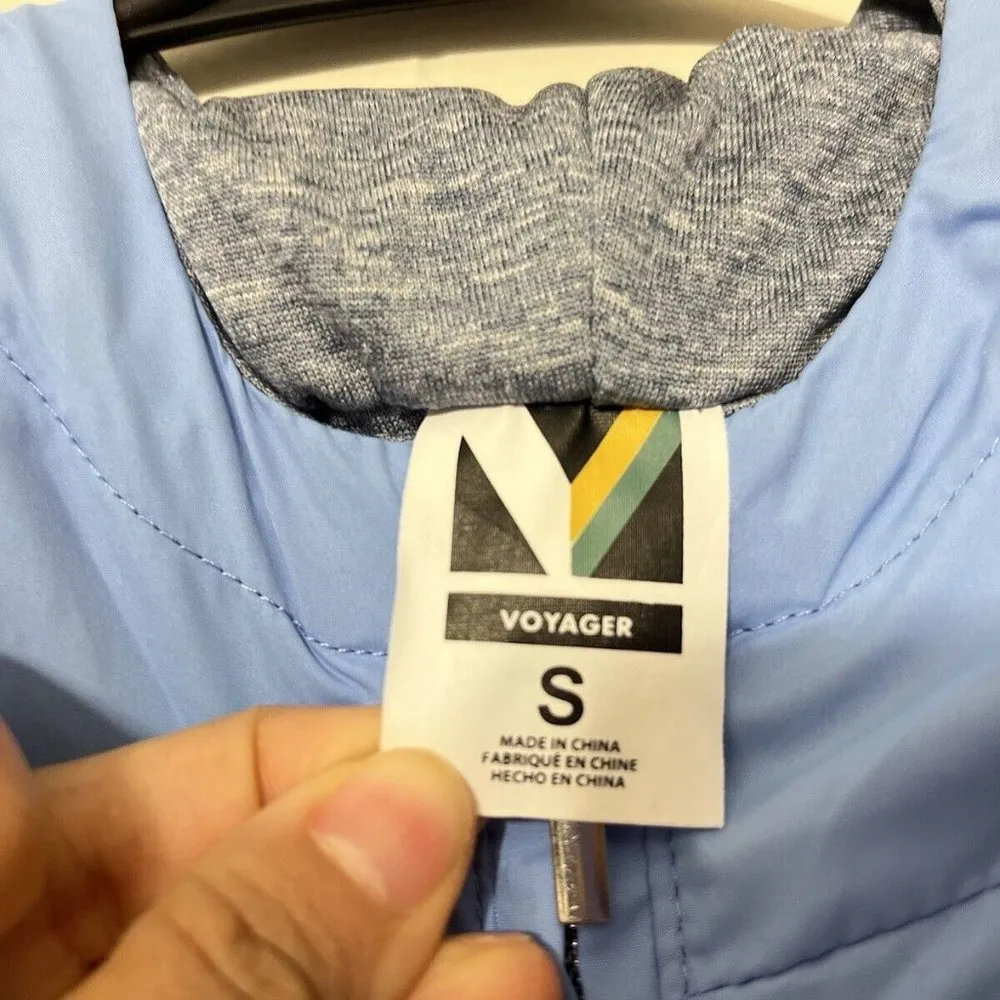 VOYAGER
S
MADE IN CHINA
FABRIQUÉ EN CHINE
HECHO EN CHINA